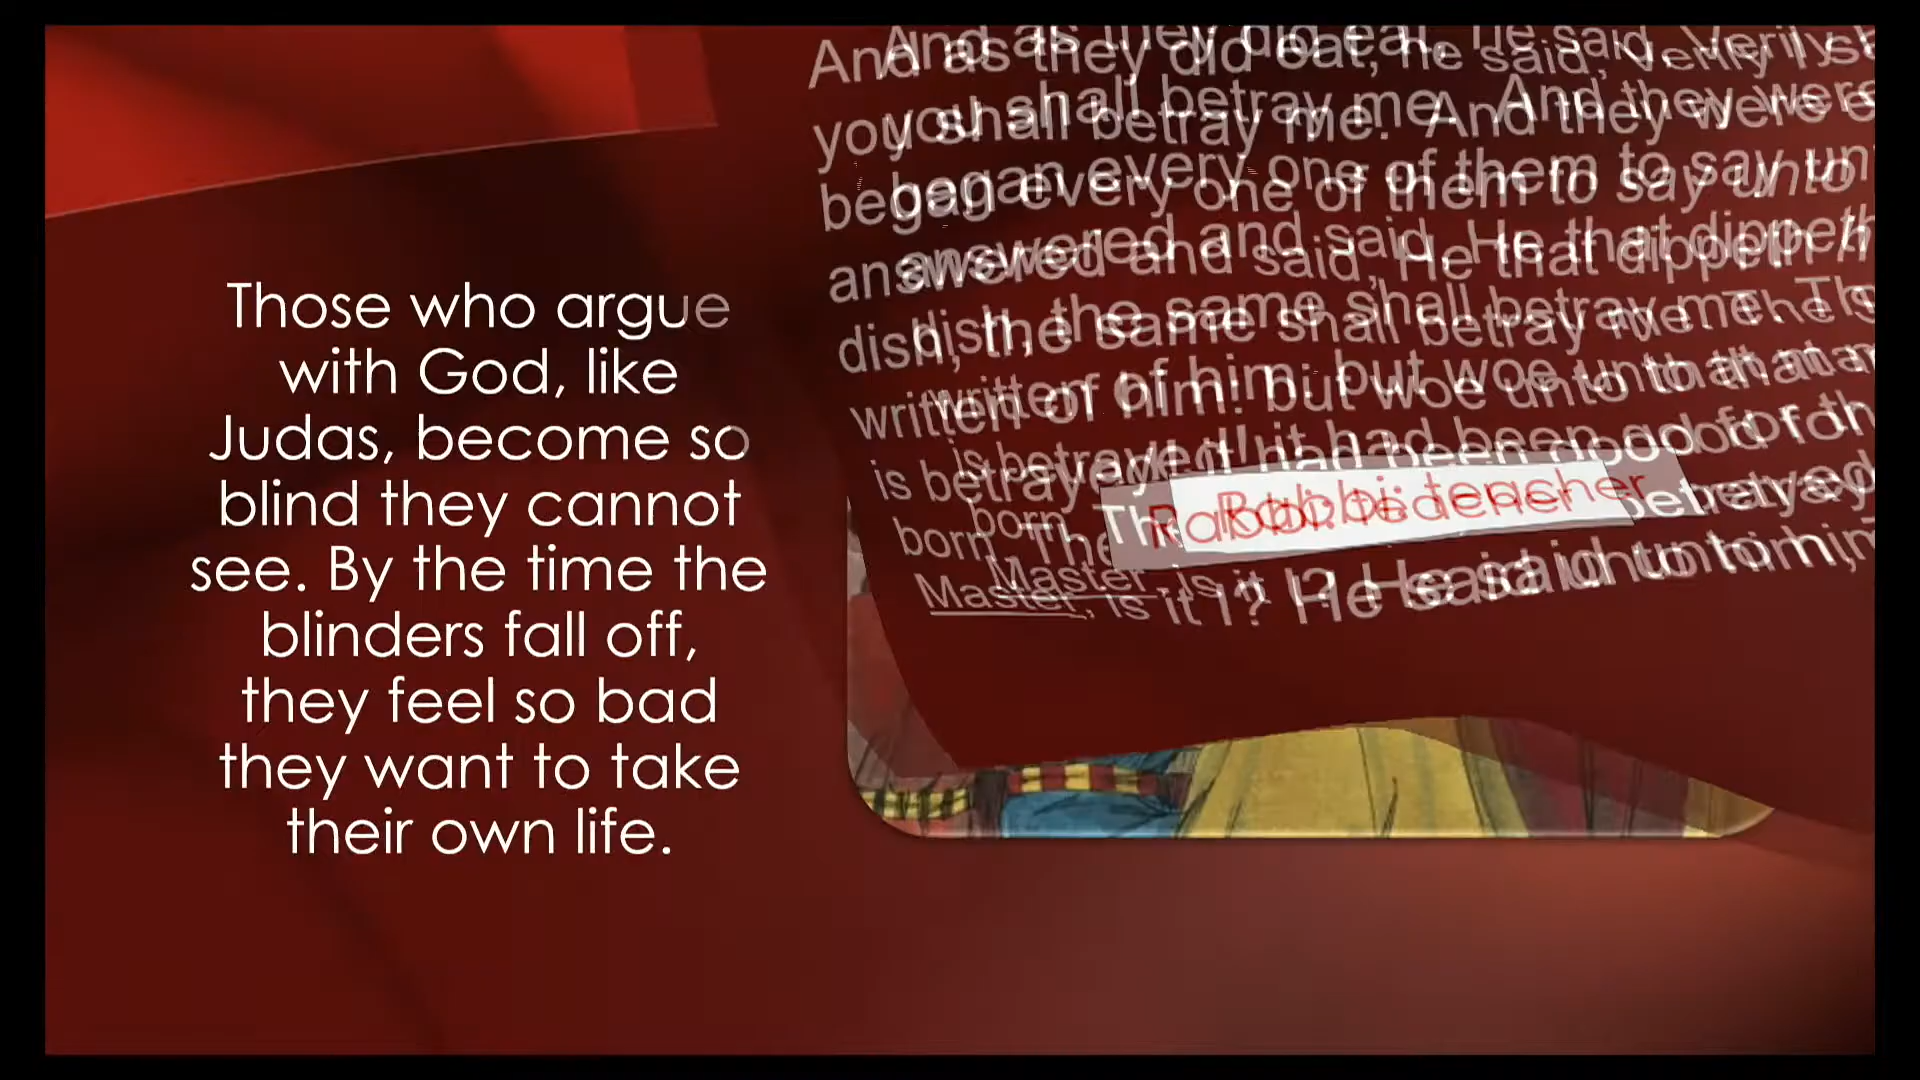 Those who argue
with God, like
Judas, become so
blind they cannot
see. By the time the
blinders fall off,
they feel so bad
they want to take
their own life.
And as they did eat, he said, Verily I
you shall betray me. And they were
began every one of them to say unto
answered and said, He that dippeth
dish, the same shall betray me. The
written of him: but woe unto that
is betrayed! it had been good for
born. betrayed
Rabbi: teacher
Master, is it I? He said unto him,